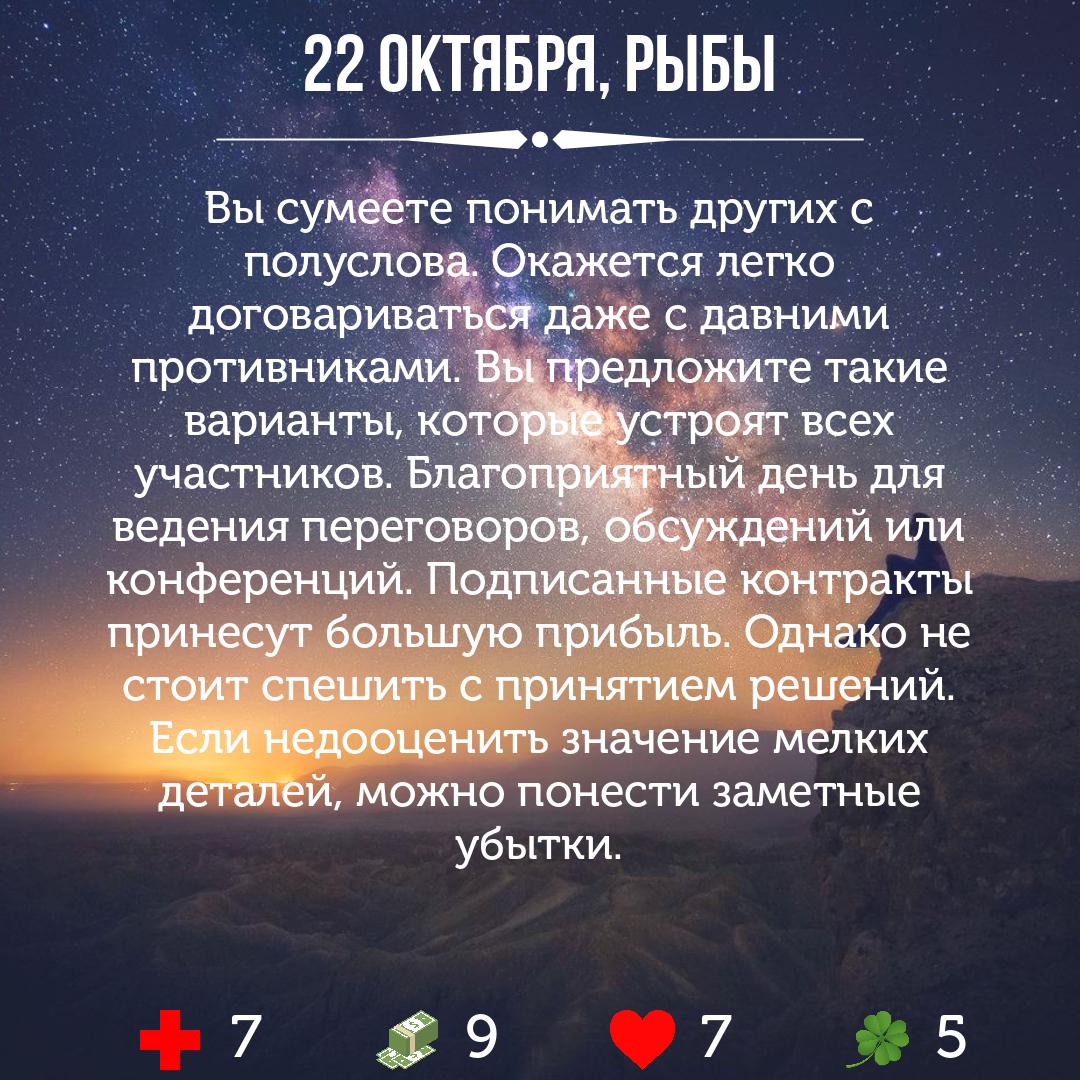 22 ОКТЯБРЯ, РЫБЫ
Вы сумеете понимать других с
полуслова. Окажется легко
договариваться даже с давними
противниками. Вы предложите такие
варианты, которые устроят всех
участников. Благоприятный день для
ведения переговоров, обсуждений или
конференций. Подписанные контракты
принесут большую прибыль. Однако не
стоит спешить с принятием решений.
Если недооценить значение мелких
деталей, можно понести заметные
убытки.
7 9 7 5